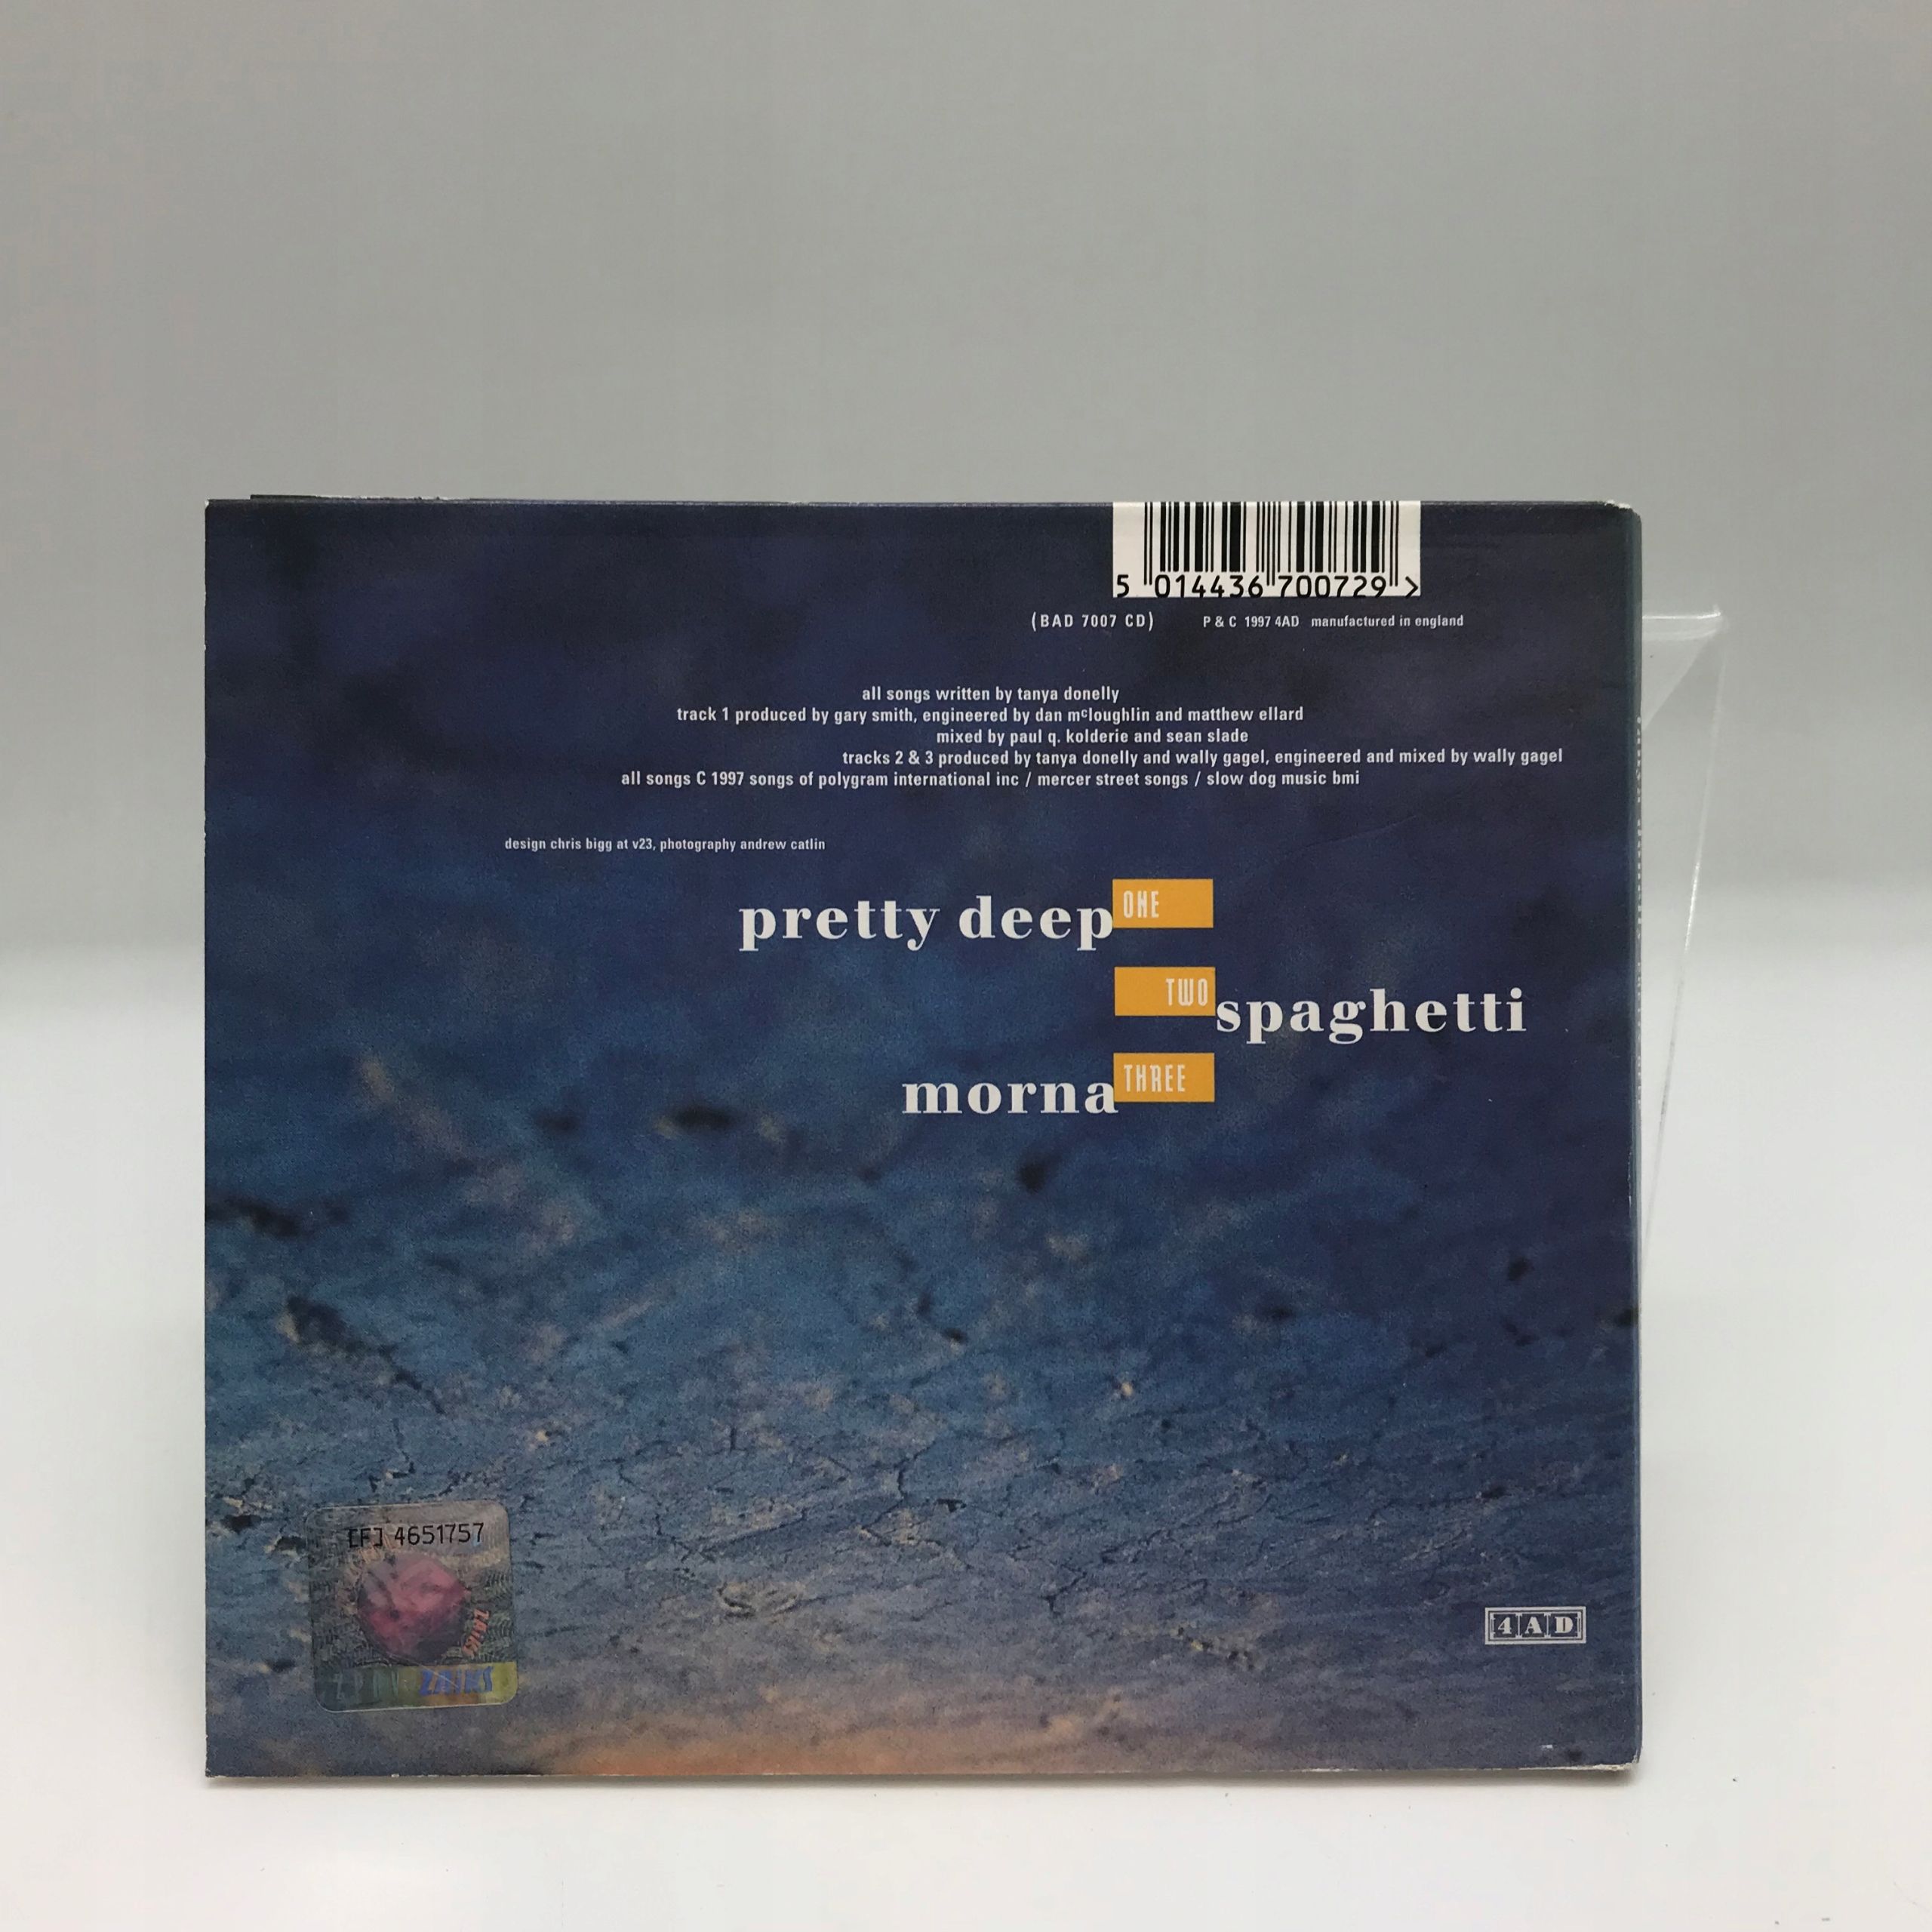 5 014436 700729 >
(BAD 7007 CD) P & C 1997 4AD manufactured in england
all songs written by tanya donelly
track 1 produced by gary smith, engineered by dan mcloughlin and matthew ellard
mixed by paul q. kolderie and sean slade
tracks 2 & 3 produced by tanya donelly and wally gagel, engineered and mixed by wally gagel
all songs C 1997 songs of polygram international inc / mercer street songs / slow dog music bmi
design chris bigg at v23, photography andrew catlin
pretty deep ONE
TWO spaghetti
morna THREE
[F] 4651757
ZAIKS
ZAIKS
4AD